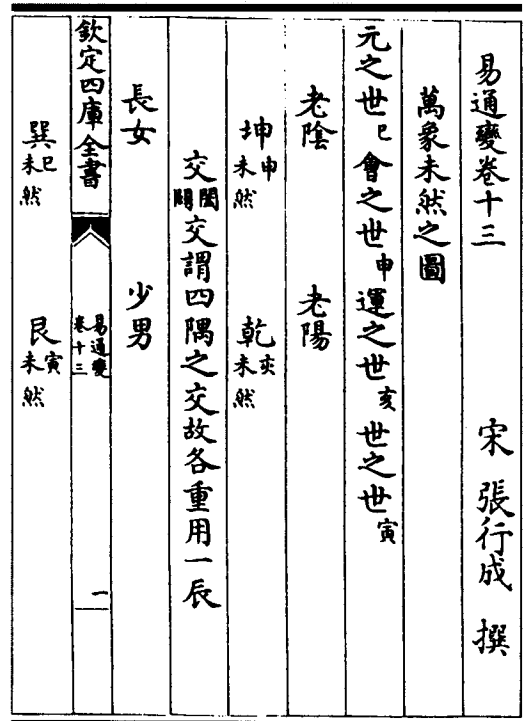 易通變卷十三
宋 張行成 撰
萬象未然之圖
元之世巳會之世申運之世亥世之世寅
老陰 老陽
坤申未然 乾亥未然
交閡交謂四隅之交故各重用一辰
長女 少男
欽定四庫全書
易通變
卷十三
一
巽巳未然 艮寅未然